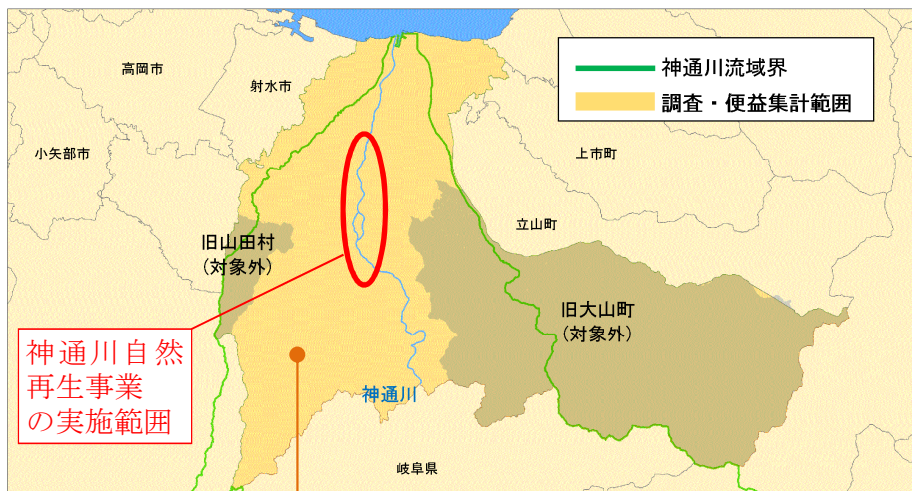 神通川流域界
調査・便益集計範囲
高岡市
射水市
小矢部市
上市町
立山町
旧山田村
(対象外)
旧大山町
(対象外)
神通川自然
再生事業
の実施範囲
神通川
岐阜県